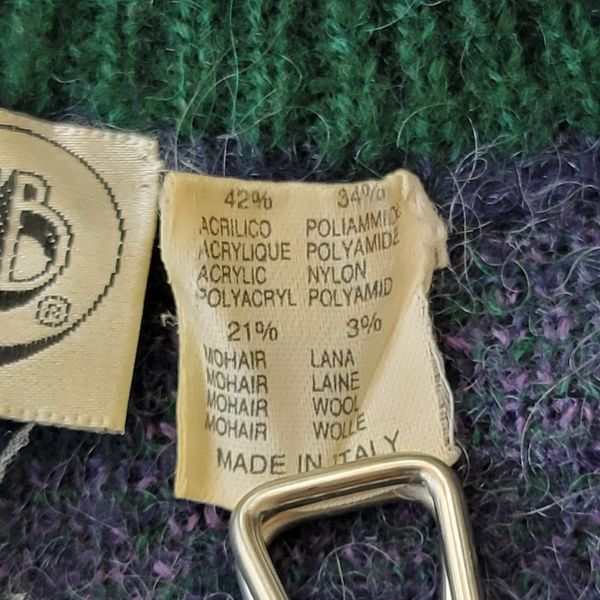 B
®
42% 34%
ACRILICO POLIAMMIDE
ACRYLIQUE POLYAMIDE
ACRYLIC NYLON
POLYACRYL POLYAMID
21% 3%
MOHAIR LANA
MOHAIR LAINE
MOHAIR WOOL
MOHAIR WOLLE
MADE IN ITALY